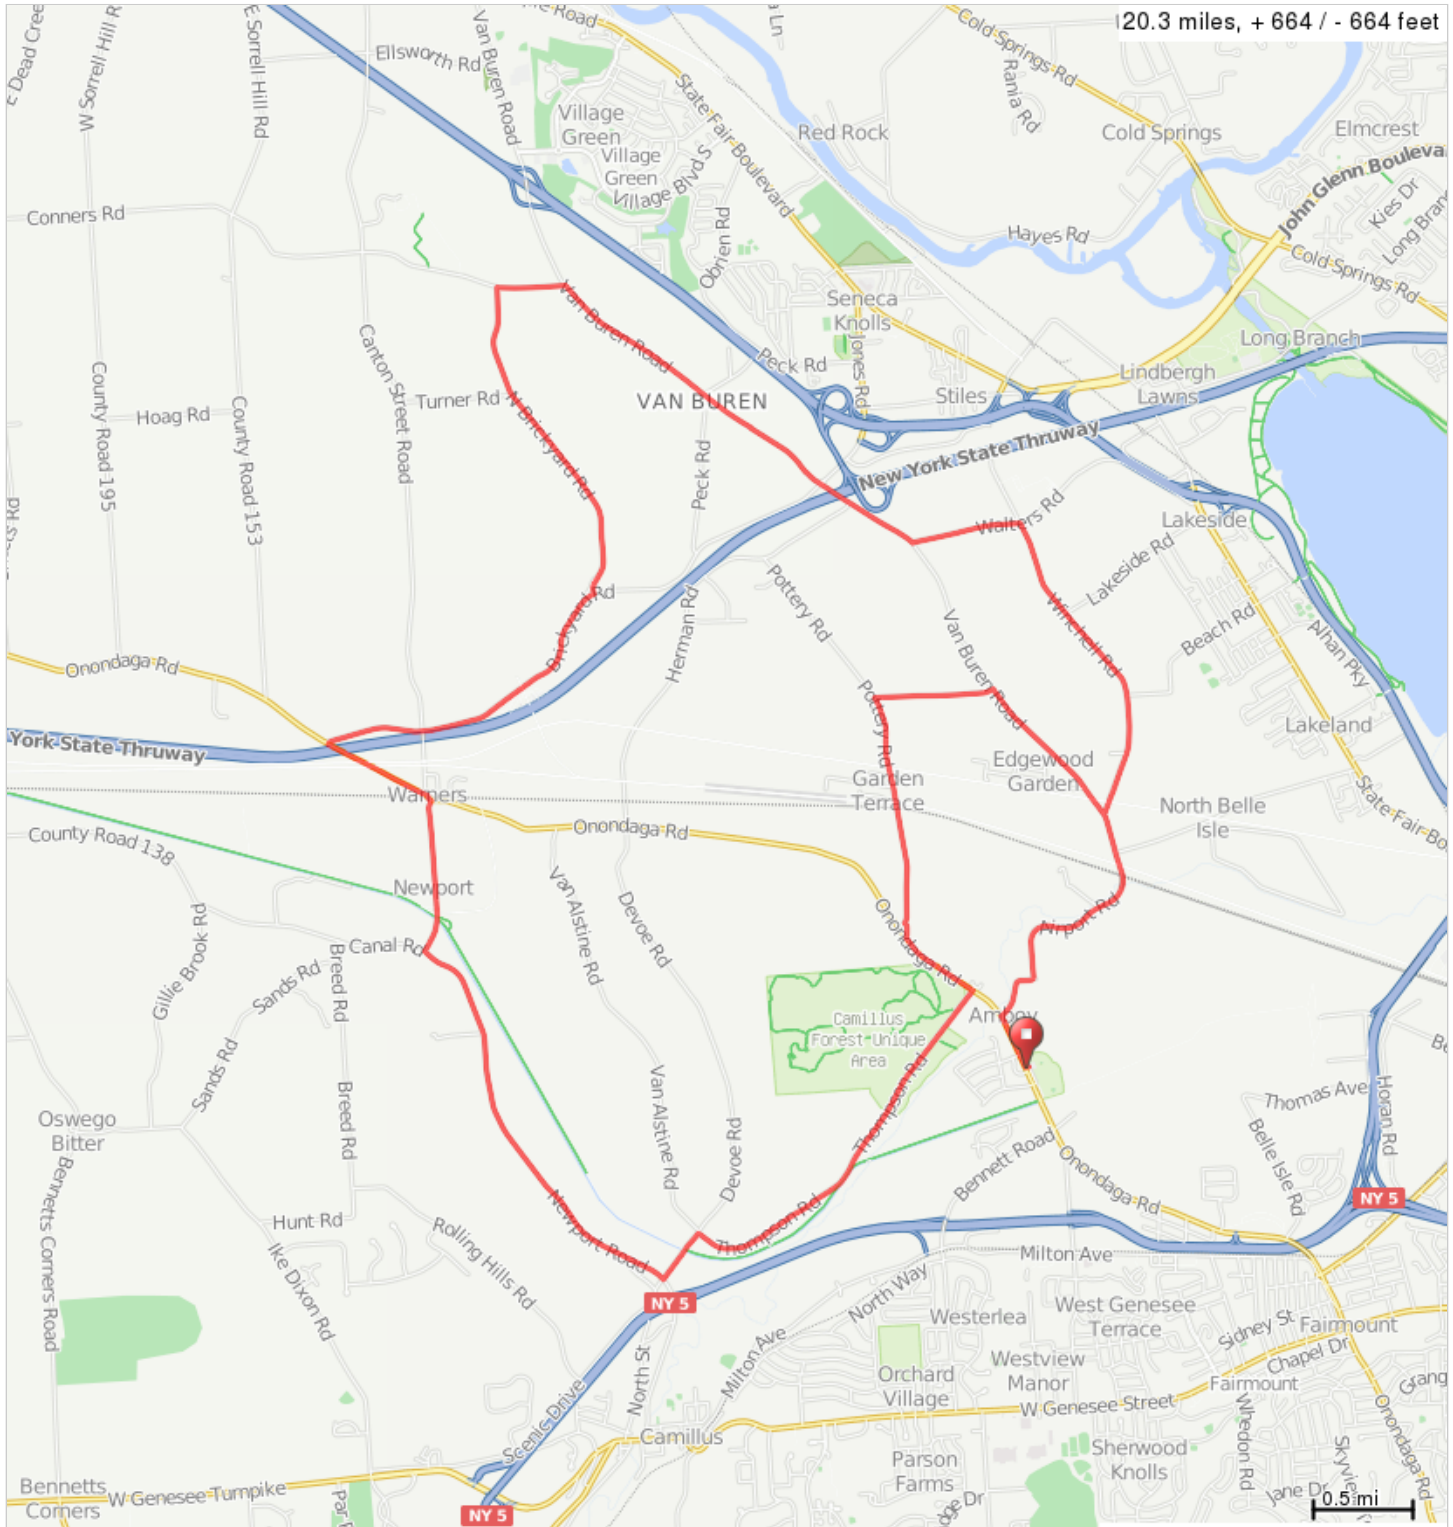 20.3 miles, + 664 / - 664 feet
Cold Springs Rd
E Sorrell Hill Rd
W Sorrell Hill R
Van Buren Road
Ellsworth Rd
State Fair Boulevard
Rania Rd
Village
Green
Red Rock
Cold Springs
Elmcrest
John Glenn Bouleva
Village
Green
Village Blvd S
Kies Dr
Long Bran
Conners Rd
Obrien Rd
Hayes Rd
Cold Springs Rd
Van Buren Road
Seneca
Knolls
Long Branch
Canton Street Road
Peck Rd
Jones Rd
Lindbergh
Lawns
County Road 195
Hoag Rd
County Road 153
Turner Rd
N Brickyard Rd
VAN BUREN
Stiles
New York State Thruway
Peck Rd
Walters Rd
Lakeside
Lakeside Rd
Pottery Rd
Brickyard Rd
Herman Rd
Van Buren Road
Winchell Rd
Beach Rd
Alhan Pky
Onondaga Rd
Pottery Rd
Lakeland
York State Thruway
Edgewood
Garden
Garden
Terrace
State Fair Bo
Warners
North Belle
Isle
County Road 138
Onondaga Rd
Newport
Van Alstine Rd
Devoe Rd
Onondaga Rd
Airport Rd
Gillie Brook Rd
Canal Rd
Breed Rd
Sands Rd
Camillus
Forest Unique
Area
Amboy
Sands Rd
Breed Rd
Van Alstine Rd
Thompson Rd
Thomas Ave
Horan Rd
Oswego
Bitter
Devoe Rd
Bennett Road
Belle Isle Rd
Bennetts Corners Road
Onondaga Rd
NY 5
Hunt Rd
Newport Road
Thompson Rd
Ike Dixon Rd
Rolling Hills Rd
Milton Ave
NY 5
North Way
Westerlea
West Genesee
Terrace
Sidney St
Fairmount
Milton Ave
North St
Chapel Dr
Westview
Manor
Orchard
Village
Fairmount
Grang
Scenic Drive
W Genesee Street
Whedon Rd
Onondaga Rd
Camillus
Sherwood
Knolls
Parson
Farms
Skyvie
Bennetts
Corners
W Genesee Turnpike
Jane Dr
0.5 mi
NY 5